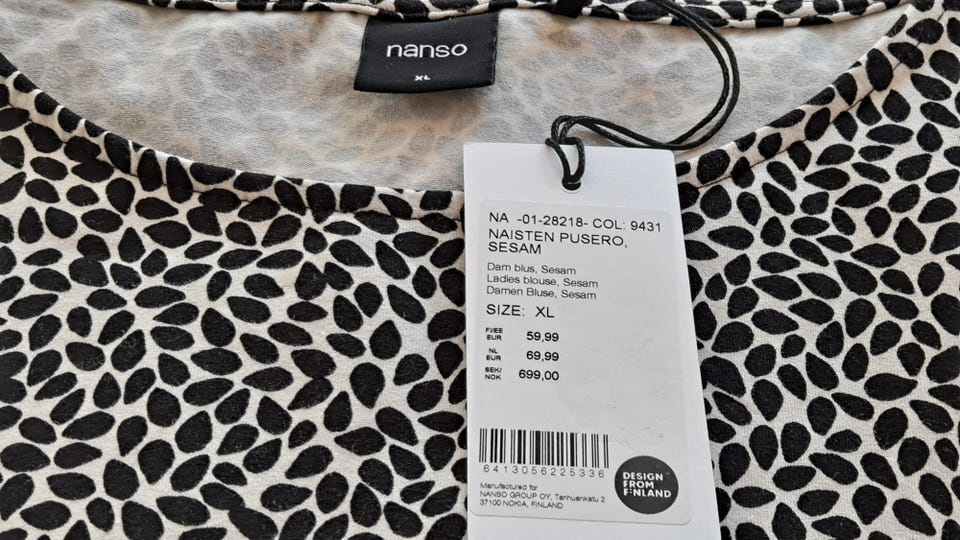 nanso
XL
NA -01-28218- COL: 9431
NAISTEN PUSERO,
SESAM
Dam blus, Sesam
Ladies blouse, Sesam
Damen Bluse, Sesam
SIZE: XL
FI/EE
EUR 59,99
NL
EUR 69,99
SEK/
NOK 699,00
6413056225336
Manufactured for
NANSO GROUP OY, Tanhuankatu 2
37100 NOKIA, FINLAND
DESIGN
FROM
FINLAND